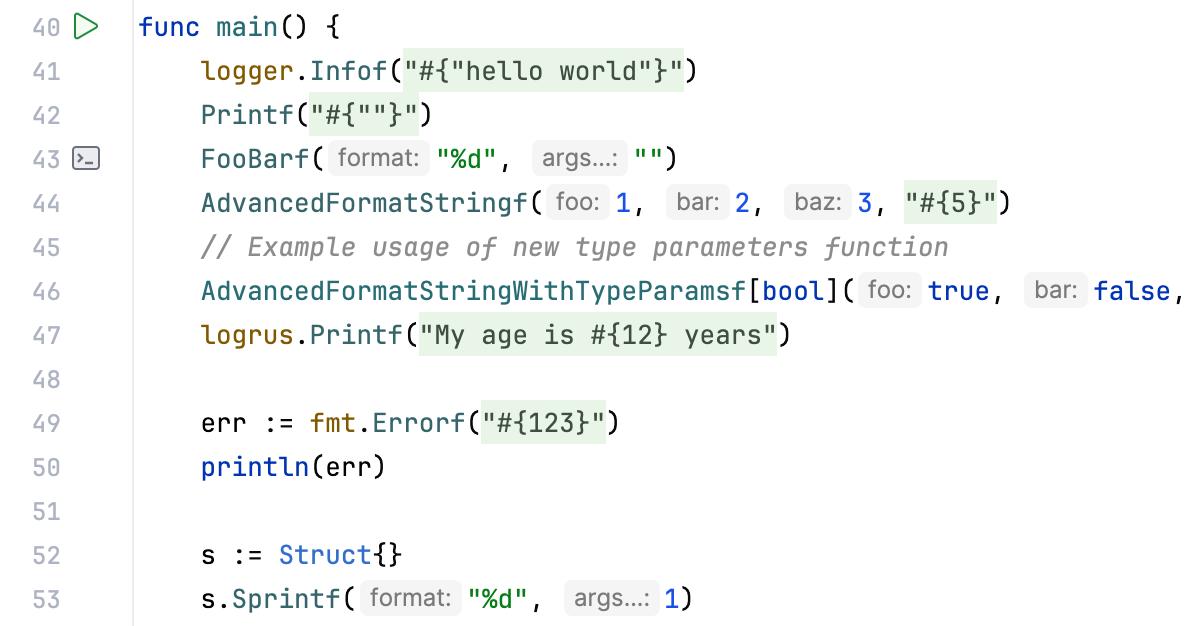 40 func main() {
41 logger.Infof("#{"hello world"}")
42 Printf("#{""}")
43 FooBarf( format: "%d", args...: "")
44 AdvancedFormatStringf( foo: 1, bar: 2, baz: 3, "#{5}")
45 // Example usage of new type parameters function
46 AdvancedFormatStringWithTypeParamsf[bool]( foo: true, bar: false,
47 logrus.Printf("My age is #{12} years")
48
49 err := fmt.Errorf("#{123}")
50 println(err)
51
52 s := Struct{}
53 s.Sprintf( format: "%d", args...: 1)